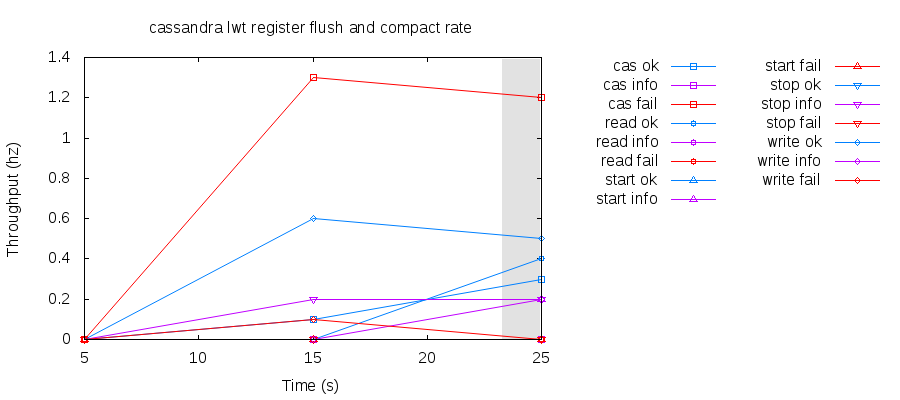 cassandra lwt register flush and compact rate
Throughput (hz)
1.4
1.2
1
0.8
0.6
0.4
0.2
0
5
10
15
20
25
Time (s)
cas ok
cas info
cas fail
read ok
read info
read fail
start ok
start info
start fail
stop ok
stop info
stop fail
write ok
write info
write fail